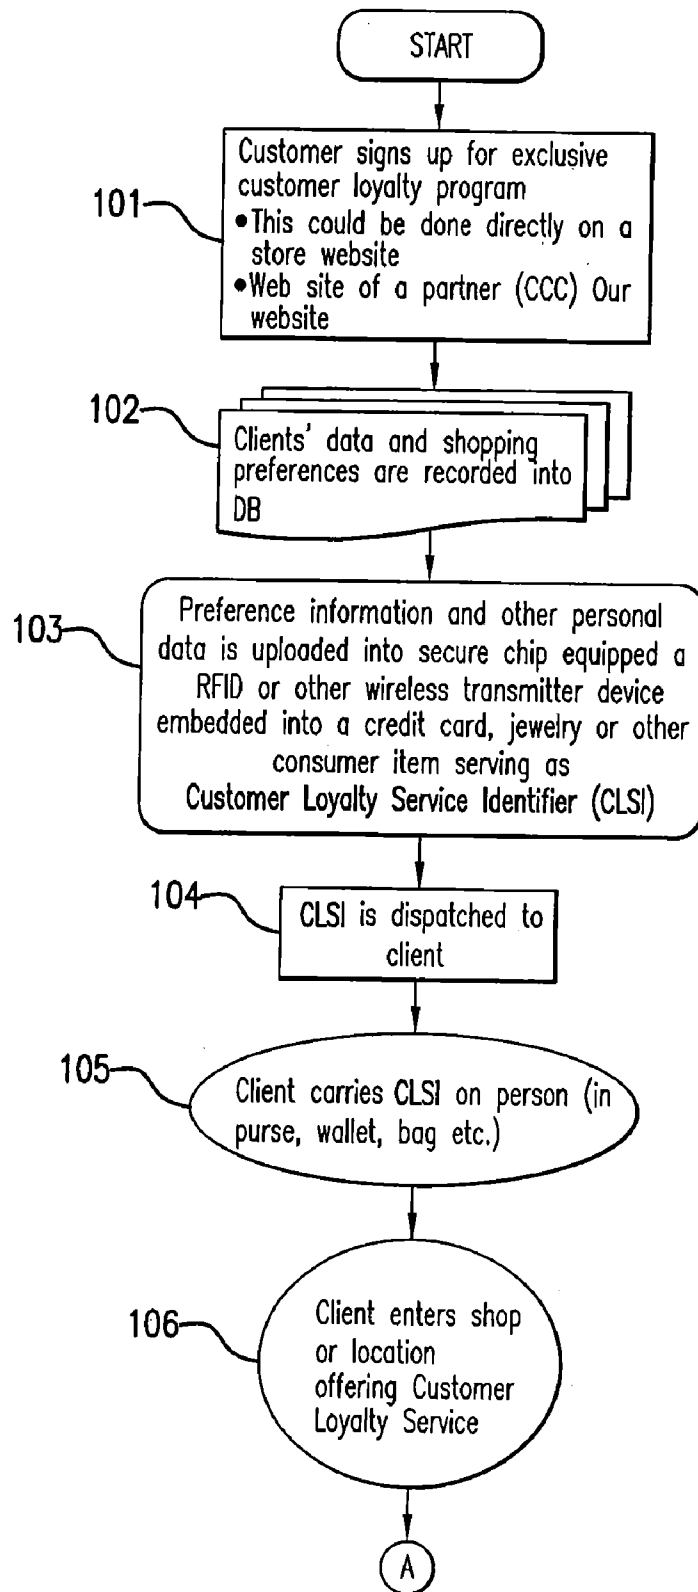 START
101
Customer signs up for exclusive
customer loyalty program
•This could be done directly on a
store website
•Web site of a partner (CCC) Our
website
102
Clients' data and shopping
preferences are recorded into
DB
103
Preference information and other personal
data is uploaded into secure chip equipped a
RFID or other wireless transmitter device
embedded into a credit card, jewelry or other
consumer item serving as
Customer Loyalty Service Identifier (CLSI)
104
CLSI is dispatched to
client
105
Client carries CLSI on person (in
purse, wallet, bag etc.)
106
Client enters shop
or location
offering Customer
Loyalty Service
A